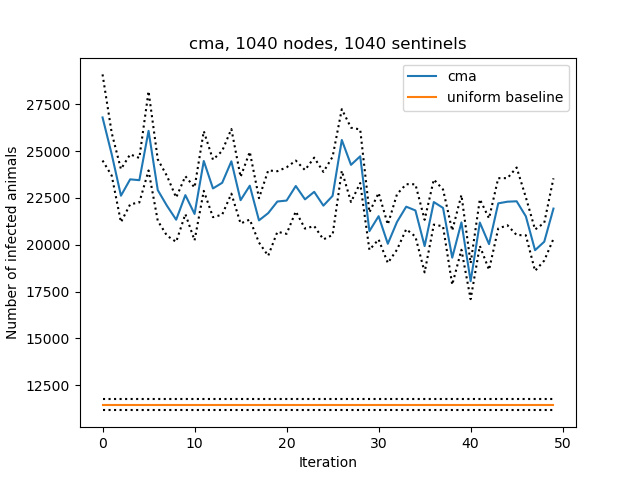 cma, 1040 nodes, 1040 sentinels
cma
uniform baseline
Number of infected animals
27500
25000
22500
20000
17500
15000
12500
0
10
20
30
40
50
Iteration